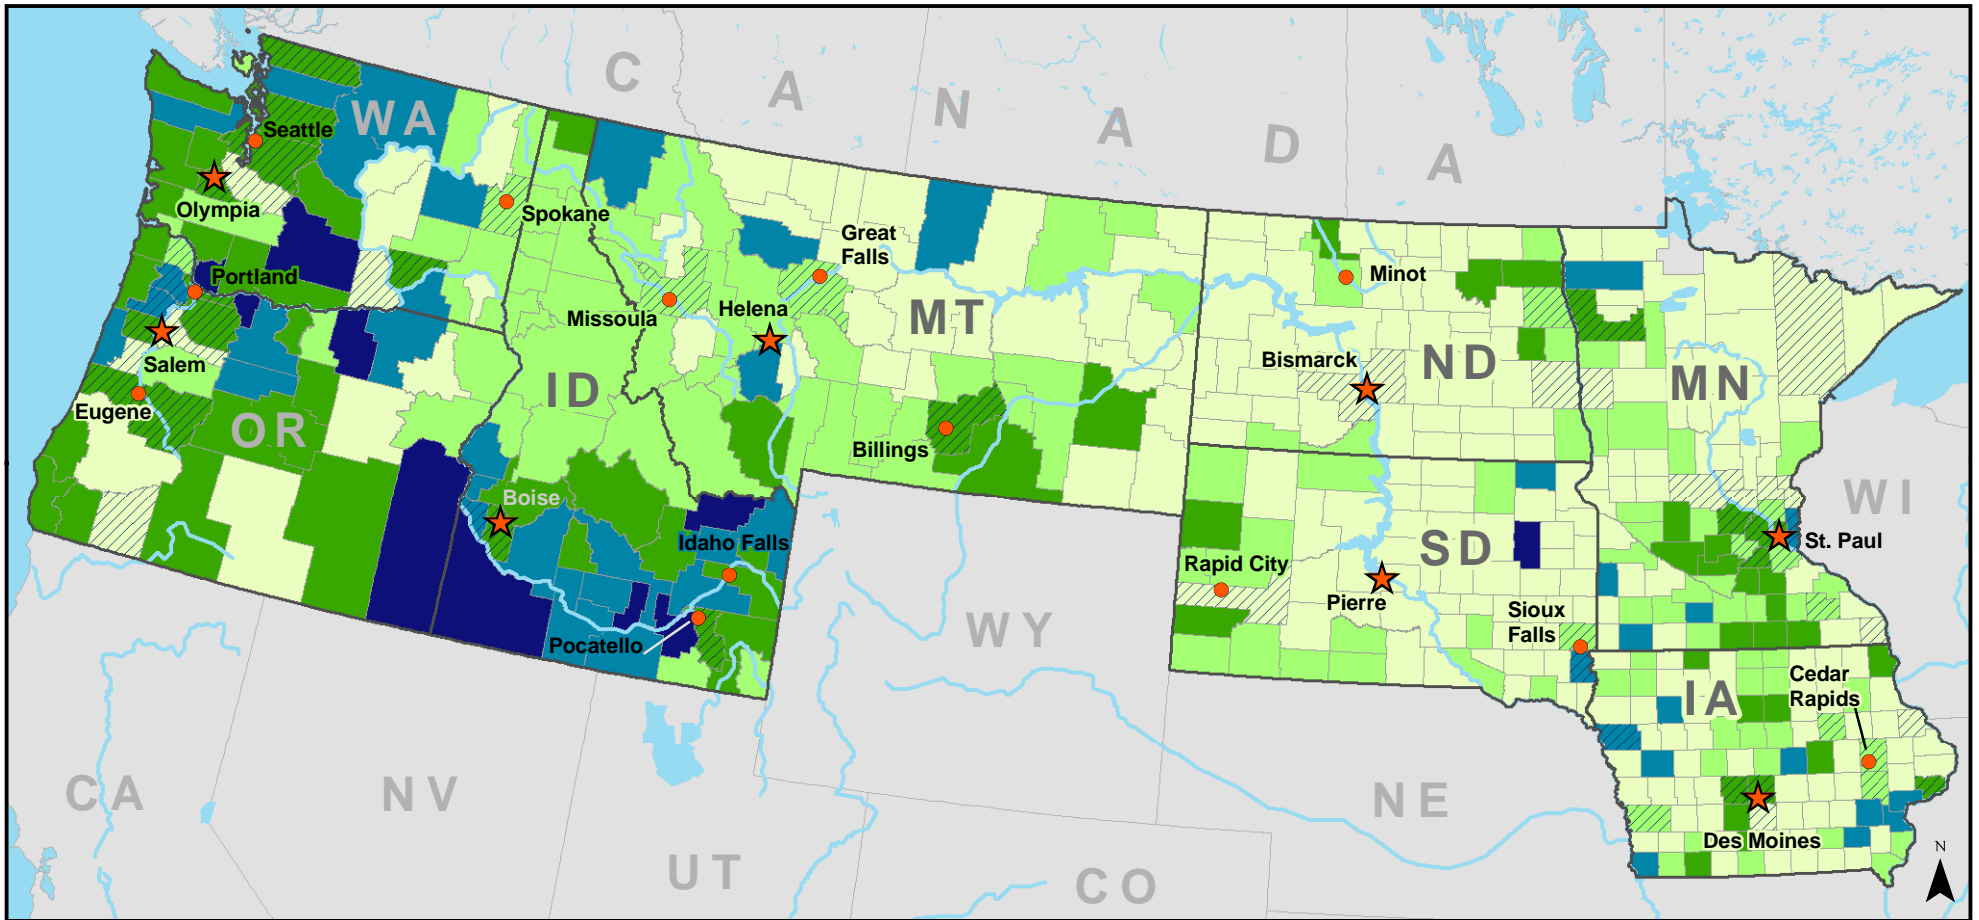 CANADA
WA
Seattle
Olympia
Spokane
Portland
Salem
Eugene
OR
ID
Boise
Idaho Falls
Pocatello
Missoula
Helena
Great
Falls
MT
Billings
Minot
Bismarck
ND
MN
SD
Rapid City
Pierre
Sioux
Falls
St. Paul
WI
IA
Cedar
Rapids
Des Moines
WY
CA
NV
UT
CO
NE
N